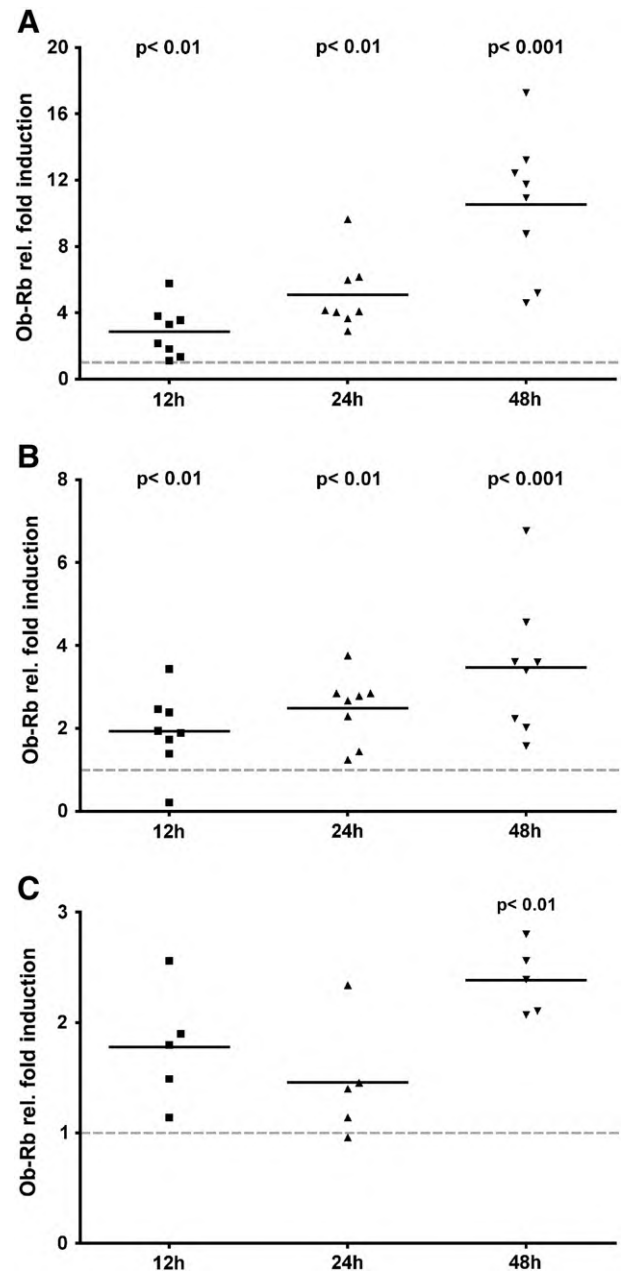 A
p< 0.01 p< 0.01 p< 0.001
Ob-Rb rel. fold induction
20
16
12
8
4
0
12h 24h 48h
B
p< 0.01 p< 0.01 p< 0.001
Ob-Rb rel. fold induction
8
6
4
2
0
12h 24h 48h
C
p< 0.01
Ob-Rb rel. fold induction
3
2
1
0
12h 24h 48h